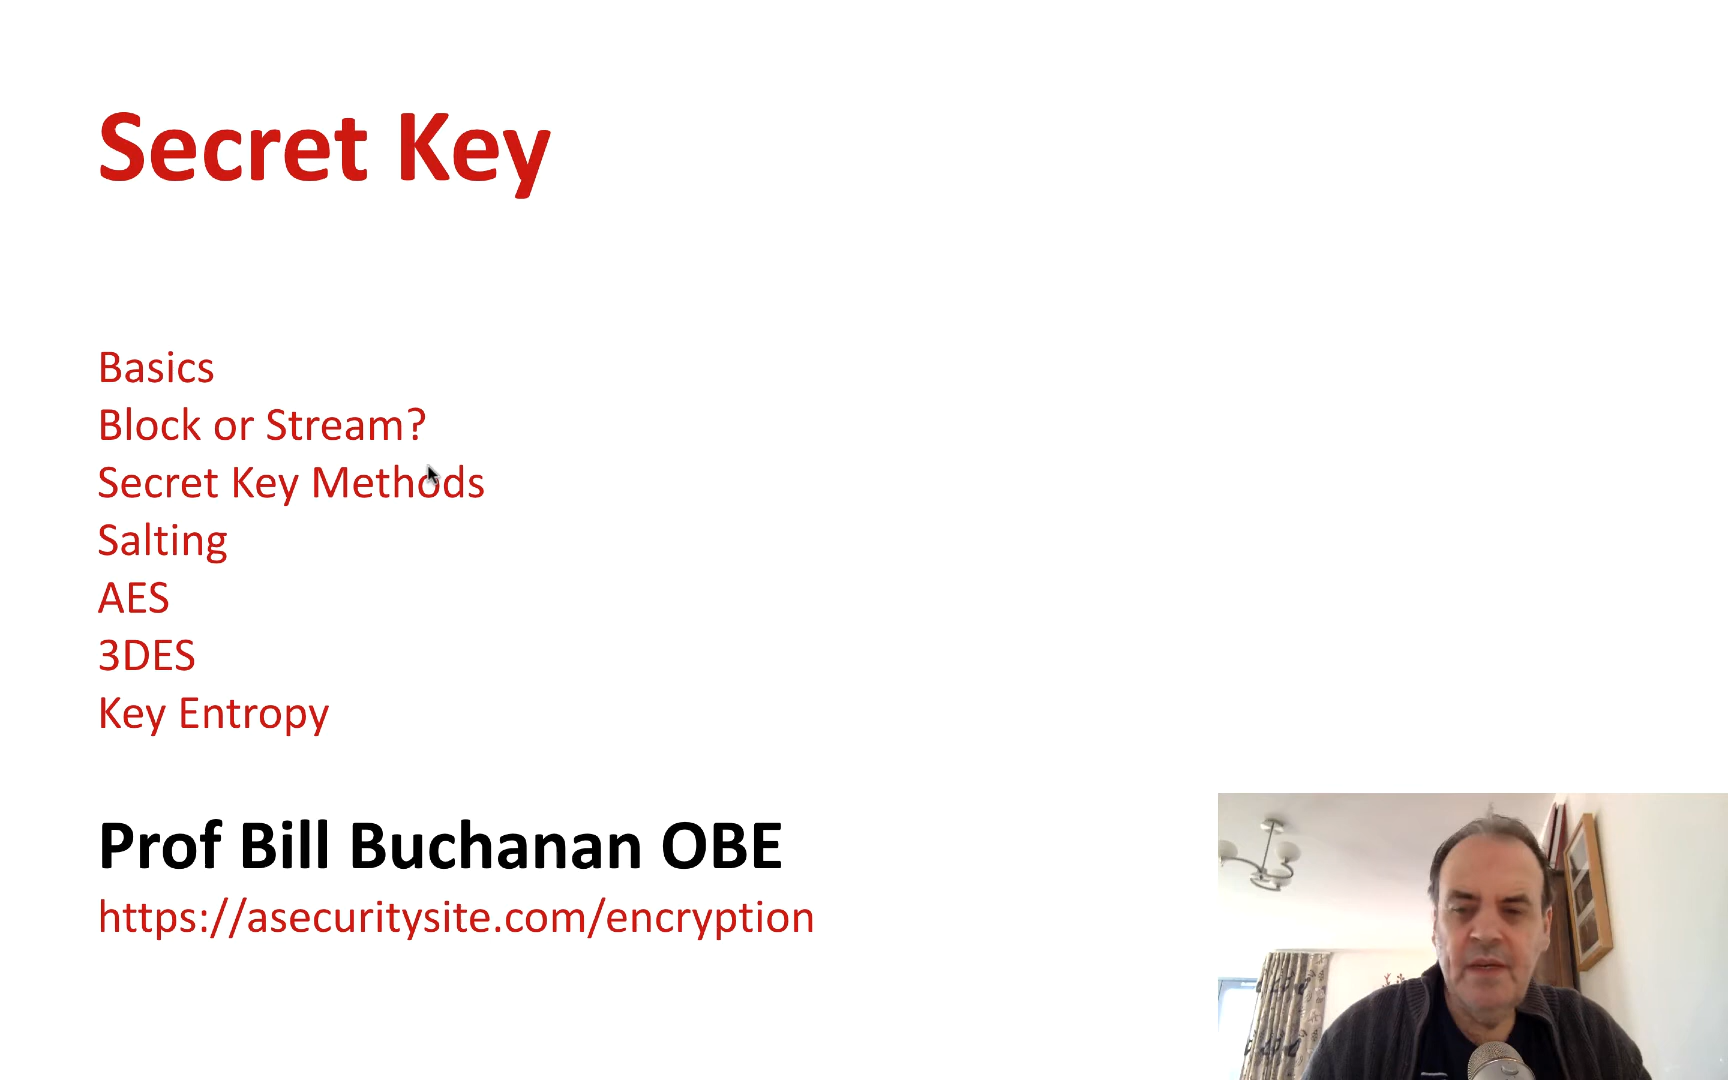 Secret Key
Basics
Block or Stream?
Secret Key Methods
Salting
AES
3DES
Key Entropy
Prof Bill Buchanan OBE
https://asecuritysite.com/encryption